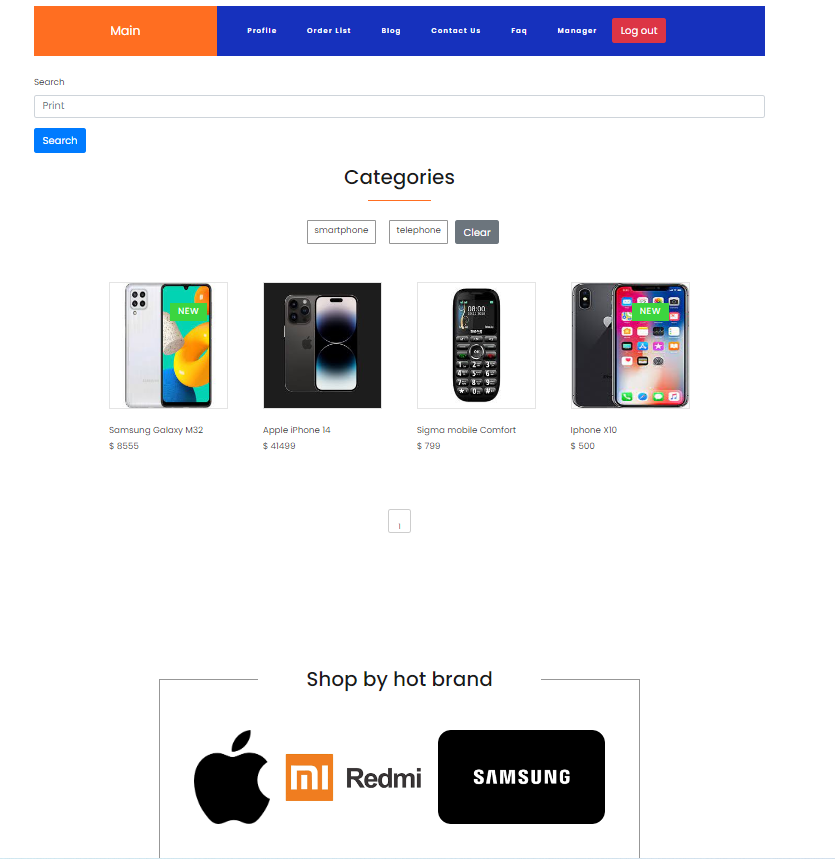 Main Profile Order List Blog Contact Us Faq Manager Log out
Search
Print
Search
Categories
smartphone telephone Clear
NEW NEW
08:00
Samsung Galaxy M32 Apple iPhone 14 Sigma mobile Comfort Iphone X10
$ 8555 $ 41499 $ 799 $ 500
1
Shop by hot brand
mi Redmi SAMSUNG